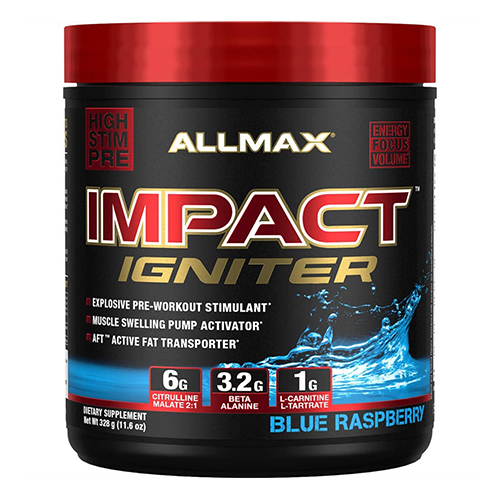 HIGH
STIM
PRE
ENERGY
FOCUS
VOLUME*
ALLMAX®
IMPACT™
IGNITER
EXPLOSIVE PRE-WORKOUT STIMULANT*
MUSCLE SWELLING PUMP ACTIVATOR*
AFT™ ACTIVE FAT TRANSPORTER*
6G
CITRULLINE
MALATE 2:1
3.2G
BETA
ALANINE
1G
L-CARNITINE
L-TARTRATE
DIETARY SUPPLEMENT
Net Wt 328 g (11.6 oz)
BLUE RASPBERRY